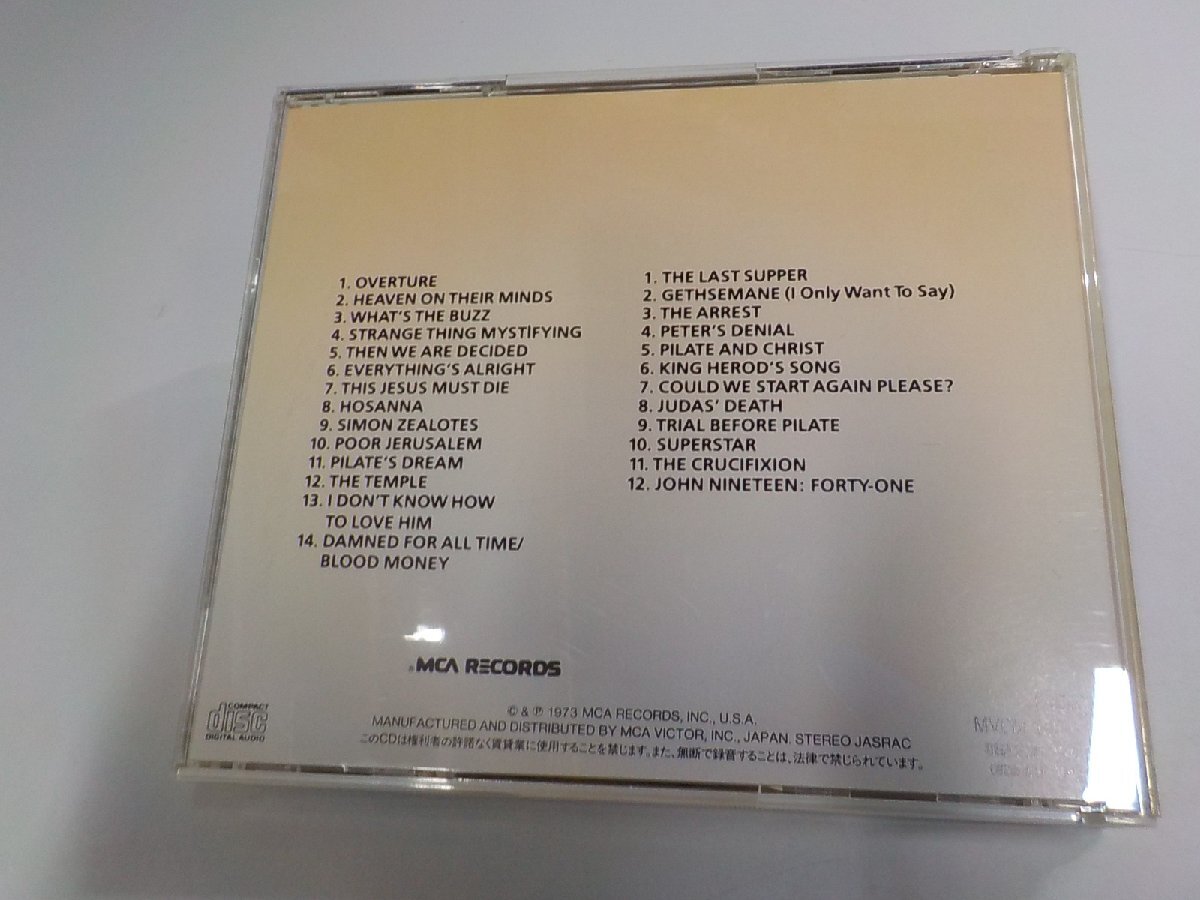 1. OVERTURE
2. HEAVEN ON THEIR MINDS
3. WHAT'S THE BUZZ
4. STRANGE THING MYSTIFYING
5. THEN WE ARE DECIDED
6. EVERYTHING'S ALRIGHT
7. THIS JESUS MUST DIE
8. HOSANNA
9. SIMON ZEALOTES
10. POOR JERUSALEM
11. PILATE'S DREAM
12. THE TEMPLE
13. I DON'T KNOW HOW
TO LOVE HIM
14. DAMNED FOR ALL TIME/
BLOOD MONEY
1. THE LAST SUPPER
2. GETHSEMANE (I Only Want To Say)
3. THE ARREST
4. PETER'S DENIAL
5. PILATE AND CHRIST
6. KING HEROD'S SONG
7. COULD WE START AGAIN PLEASE?
8. JUDAS' DEATH
9. TRIAL BEFORE PILATE
10. SUPERSTAR
11. THE CRUCIFIXION
12. JOHN NINETEEN: FORTY-ONE
MCA RECORDS
COMPACT
disc
DIGITAL AUDIO
© & ℗ 1973 MCA RECORDS, INC., U.S.A.
MANUFACTURED AND DISTRIBUTED BY MCA VICTOR, INC., JAPAN. STEREO JASRAC
このCDは権利者の許諾なく賃貸業に使用することを禁じます。また、無断で録音することは、法律で禁じられています。